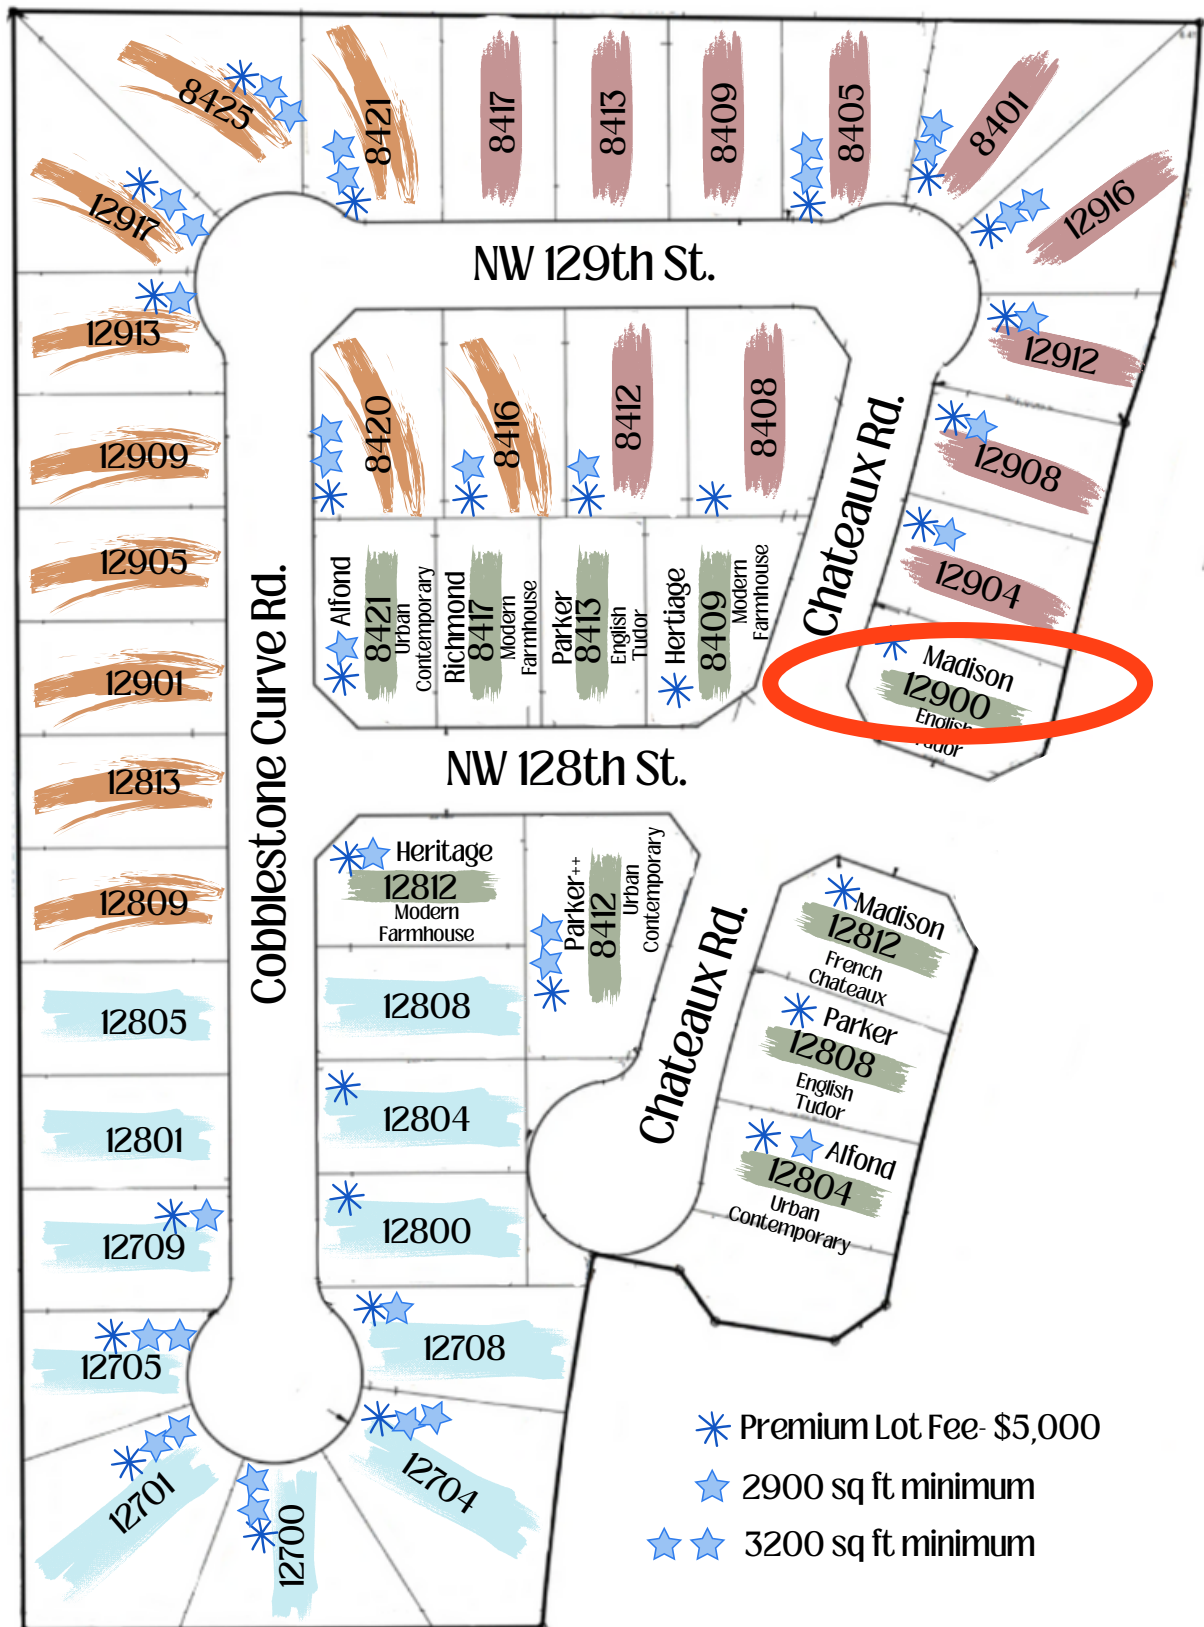 8425
8421
8417
8413
8409
8405
8401
12917
12916
NW 129th St.
12913
12912
8420
8416
8412
8408
Chateaux Rd.
12909
12908
12905
12904
Alfond
8421
Urban
Contemporary
Richmond
8417
Modern
Farmhouse
Parker
8413
English
Tudor
Hertiage
8409
Modern
Farmhouse
Cobblestone Curve Rd.
12901
Madison
12900
English
Tudor
NW 128th St.
12813
Heritage
12812
Modern
Farmhouse
Parker++
8412
Urban
Contemporary
12809
Chateaux Rd.
Madison
12812
French
Chateaux
12805
12808
Parker
12808
English
Tudor
12801
12804
Alfond
12804
Urban
Contemporary
12709
12800
12705
12708
12701
12700
12704
Premium Lot Fee- $5,000
2900 sq ft minimum
3200 sq ft minimum